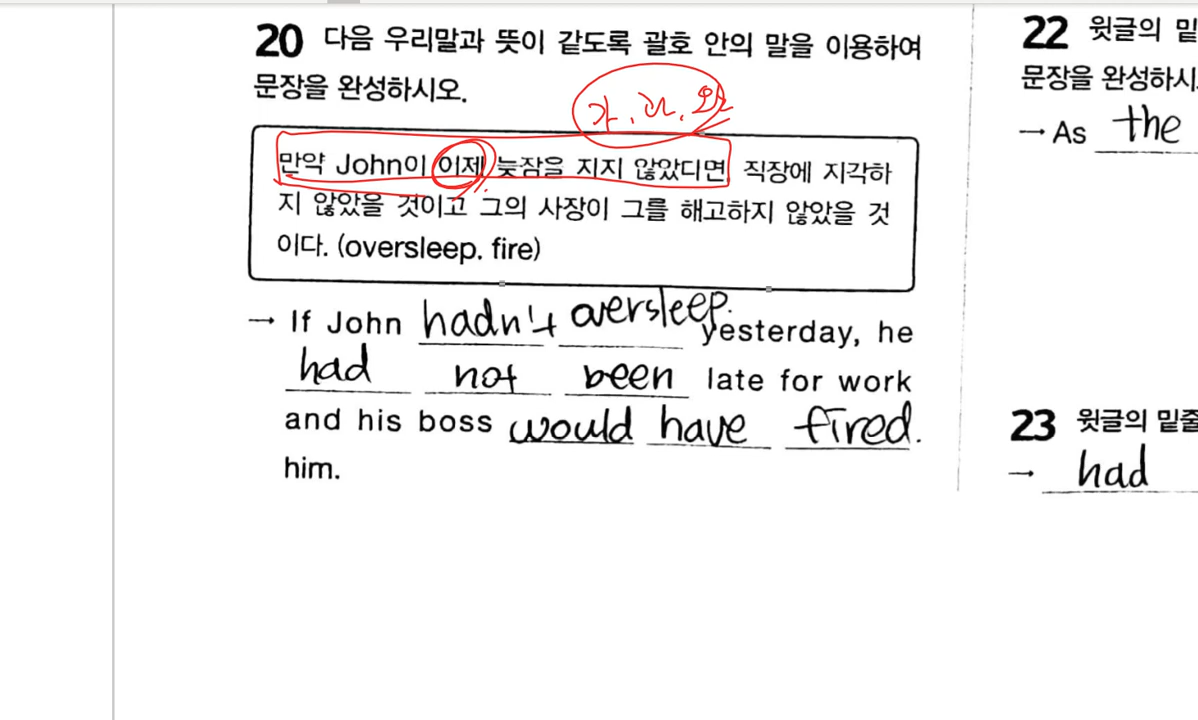 20 다음 우리말과 뜻이 같도록 괄호 안의 말을 이용하여
문장을 완성하시오.
가, 과, 완
만약 John이 이제 늦잠을 지지 않았디면 직장에 지각하
지 않았을 것이고 그의 사장이 그를 해고하지 않았을 것
이다. (oversleep. fire)
→ If John hadn't oversleep. yesterday, he
had not been late for work
and his boss would have fired.
him.
22 윗글의 밑
문장을 완성하시
→ As the
23 윗글의 밑줄
→ had